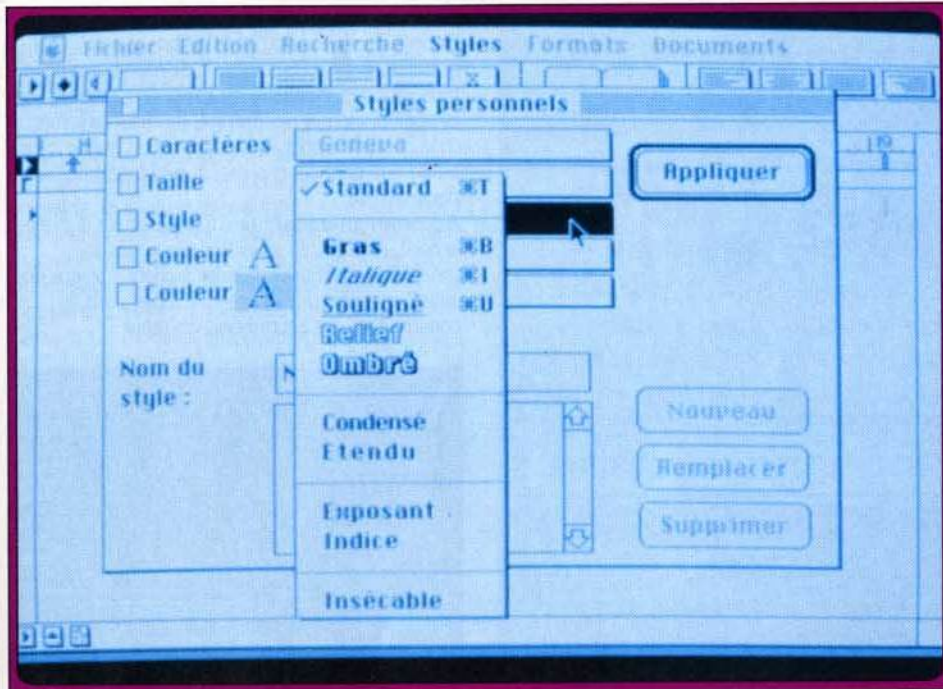 Fichier Edition Recherche Styles Formats Documents
Styles personnels
Caractères Geneva
Taille
Style
Couleur A
Couleur A
✓Standard ⌘T
Gras ⌘B
Italique ⌘I
Souligné ⌘U
Relief
Ombré
Condensé
Etendu
Exposant
Indice
Insécable
Appliquer
Nom du
style :
N
Nouveau
Remplacer
Supprimer